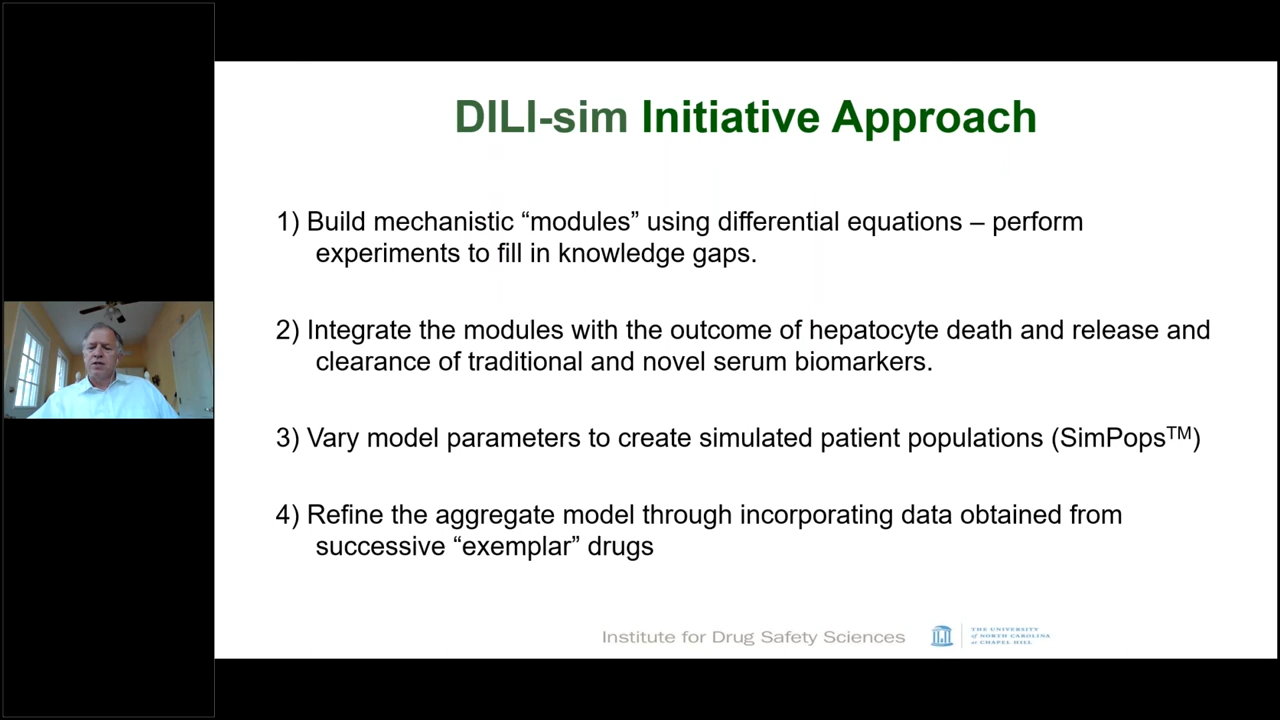 DILI-sim Initiative Approach
1) Build mechanistic “modules” using differential equations – perform
experiments to fill in knowledge gaps.
2) Integrate the modules with the outcome of hepatocyte death and release and
clearance of traditional and novel serum biomarkers.
3) Vary model parameters to create simulated patient populations (SimPops™)
4) Refine the aggregate model through incorporating data obtained from
successive “exemplar” drugs
Institute for Drug Safety Sciences
THE UNIVERSITY
of NORTH CAROLINA
at CHAPEL HILL